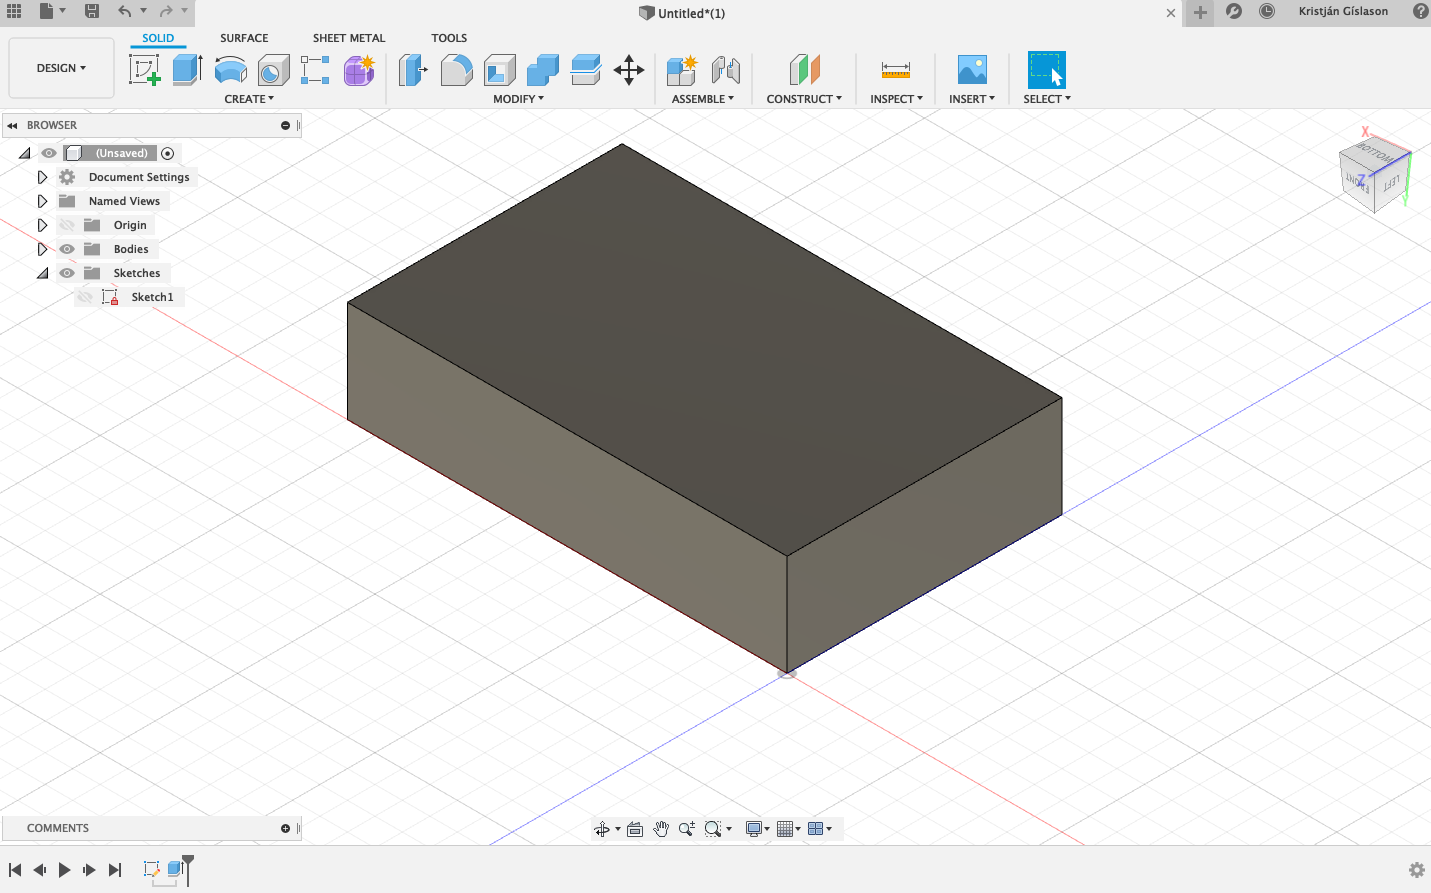 Untitled*(1)
Kristján Gíslason
SOLID SURFACE SHEET METAL TOOLS
DESIGN
CREATE MODIFY ASSEMBLE CONSTRUCT INSPECT INSERT SELECT
BROWSER
(Unsaved)
Document Settings
Named Views
Origin
Bodies
Sketches
Sketch1
X
BOTTOM
Z
FRONT
LEFT
Y
COMMENTS